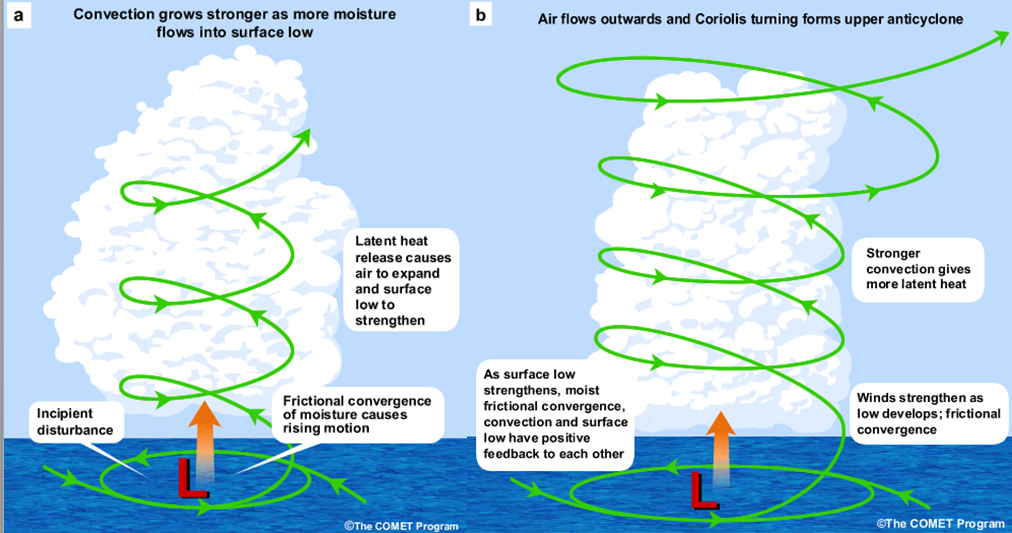 a
Convection grows stronger as more moisture
flows into surface low
Latent heat
release causes
air to expand
and surface
low to
strengthen
Incipient
disturbance
Frictional convergence
of moisture causes
rising motion
L
©The COMET Program
b
Air flows outwards and Coriolis turning forms upper anticyclone
Stronger
convection gives
more latent heat
As surface low
strengthens, moist
frictional convergence,
convection and surface
low have positive
feedback to each other
Winds strengthen as
low develops; frictional
convergence
L
©The COMET Program